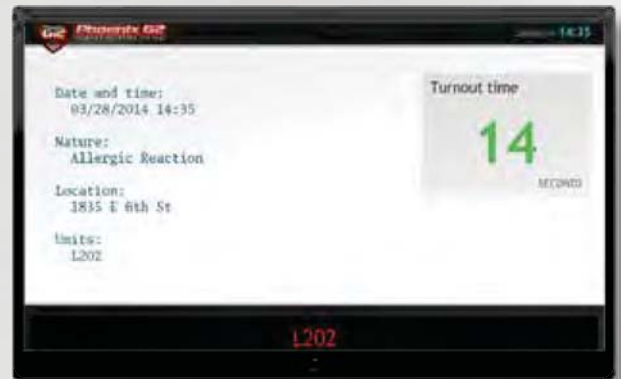 G2 Phoenix G2
14:35
Date and time:
03/28/2014 14:35
Turnout time
14
SECONDS
Nature:
Allergic Reaction
Location:
1835 E 6th St
Units:
L202
L202